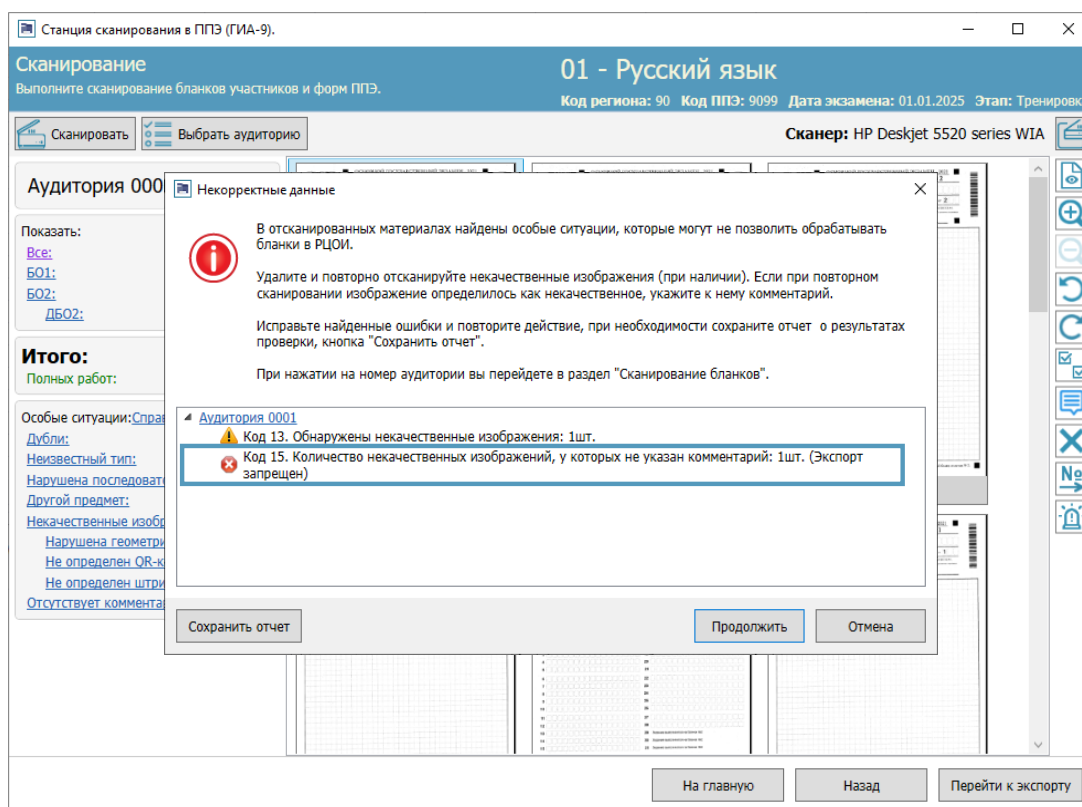 Станция сканирования в ППЭ (ГИА-9).
Сканирование
Выполните сканирование бланков участников и форм ППЭ.
01 - Русский язык
Код региона: 90 Код ППЭ: 9099 Дата экзамена: 01.01.2025 Этап: Тренировк
Сканировать
Выбрать аудиторию
Сканер: HP Deskjet 5520 series WIA
Аудитория 000
Показать:
Все:
БО1:
БО2:
ДБО2:
Итого:
Полных работ:
Особые ситуации:Справ
Дубли:
Неизвестный тип:
Нарушена последовате
Другой предмет:
Некачественные изобр
Нарушена геометри
Не определен QR-к
Не определен штри
Отсутствует коммента
Некорректные данные
В отсканированных материалах найдены особые ситуации, которые могут не позволить обрабатывать
бланки в РЦОИ.
Удалите и повторно отсканируйте некачественные изображения (при наличии). Если при повторном
сканировании изображение определилось как некачественное, укажите к нему комментарий.
Исправьте найденные ошибки и повторите действие, при необходимости сохраните отчет о результатах
проверки, кнопка "Сохранить отчет".
При нажатии на номер аудитории вы перейдете в раздел "Сканирование бланков".
Аудитория 0001
Код 13. Обнаружены некачественные изображения: 1шт.
Код 15. Количество некачественных изображений, у которых не указан комментарий: 1шт. (Экспорт
запрещен)
Сохранить отчет
Продолжить
Отмена
№
На главную
Назад
Перейти к экспорту